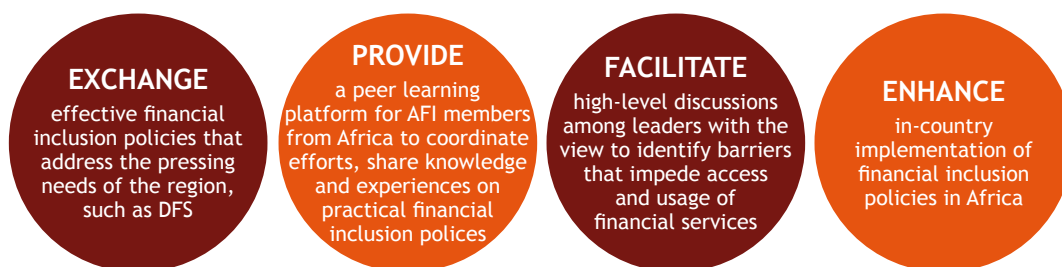 EXCHANGE
effective financial
inclusion policies that
address the pressing
needs of the region,
such as DFS
PROVIDE
a peer learning
platform for AFI members
from Africa to coordinate
efforts, share knowledge
and experiences on
practical financial
inclusion polices
FACILITATE
high-level discussions
among leaders with the
view to identify barriers
that impede access
and usage of
financial services
ENHANCE
in-country
implementation of
financial inclusion
policies in Africa